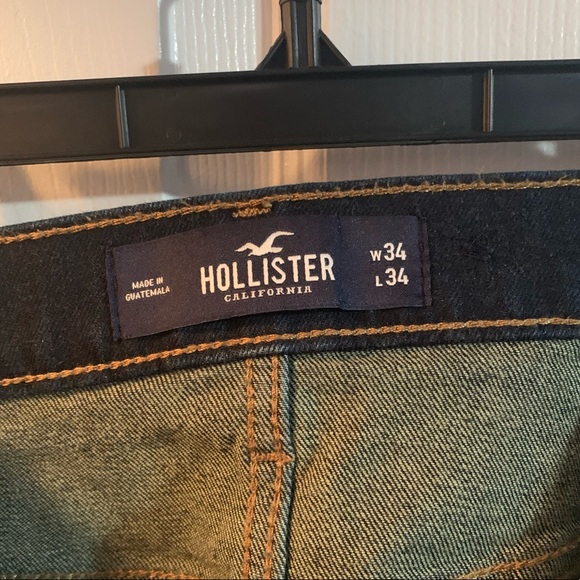 MADE IN
GUATEMALA
HOLLISTER
CALIFORNIA
W34
L34